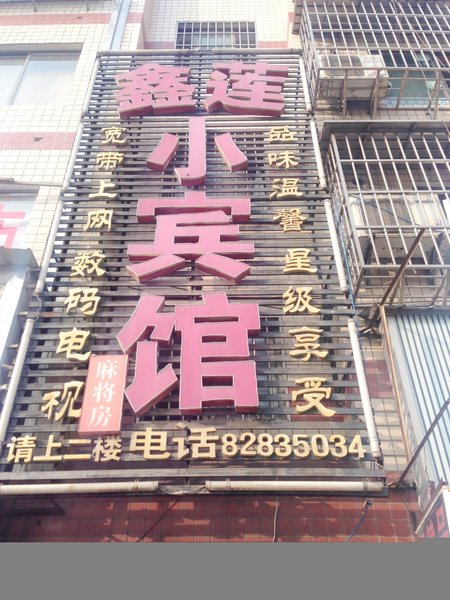 鑫莲
小宾馆
宽带上网数码电视
品味温馨星级享受
麻将房
请上二楼 电话82835034